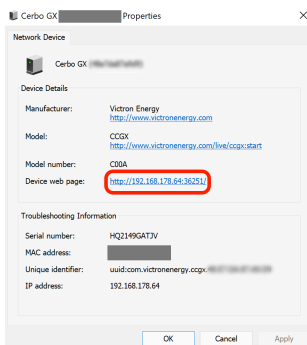 Cerbo GX Properties
Network Device
Cerbo GX
Device Details
Manufacturer: Victron Energy
http://www.victronenergy.com
Model: CCGX
http://www.victronenergy.com/live/ccgx:start
Model number: C00A
Device web page: http://192.168.178.64:36251/
Troubleshooting Information
Serial number: HQ2149GATJV
MAC address:
Unique identifier: uuid:com.victronenergy.ccgx.
IP address: 192.168.178.64
OK Cancel Apply